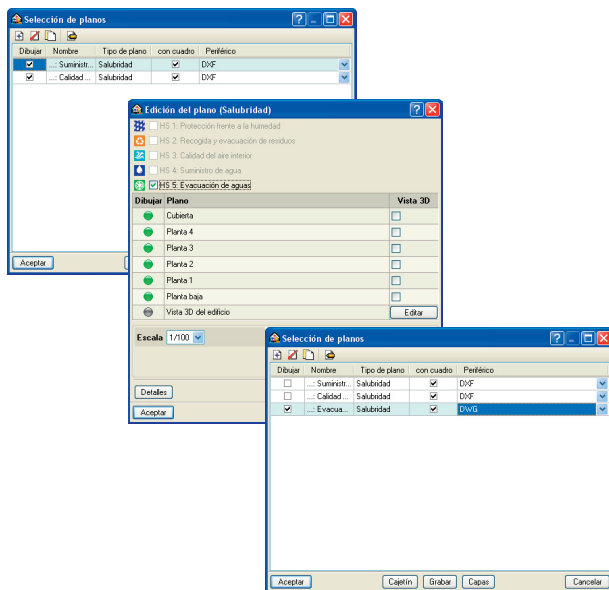 Selección de planos
Dibujar Nombre Tipo de plano con cuadro Periférico
...: Suministr... Salubridad DXF
...: Calidad ... Salubridad DXF
Aceptar
Edición del plano (Salubridad)
HS 1: Protección frente a la humedad
HS 2: Recogida y evacuación de residuos
HS 3: Calidad del aire interior
HS 4: Suministro de agua
HS 5: Evacuación de aguas
Dibujar Plano Vista 3D
Cubierta
Planta 4
Planta 3
Planta 2
Planta 1
Planta baja
Vista 3D del edificio Editar
Escala 1/100
Detalles
Aceptar
Selección de planos
Dibujar Nombre Tipo de plano con cuadro Periférico
...: Suministr... Salubridad DXF
...: Calidad ... Salubridad DXF
...: Evacua... Salubridad DWG
Aceptar Cajetín Grabar Capas Cancelar